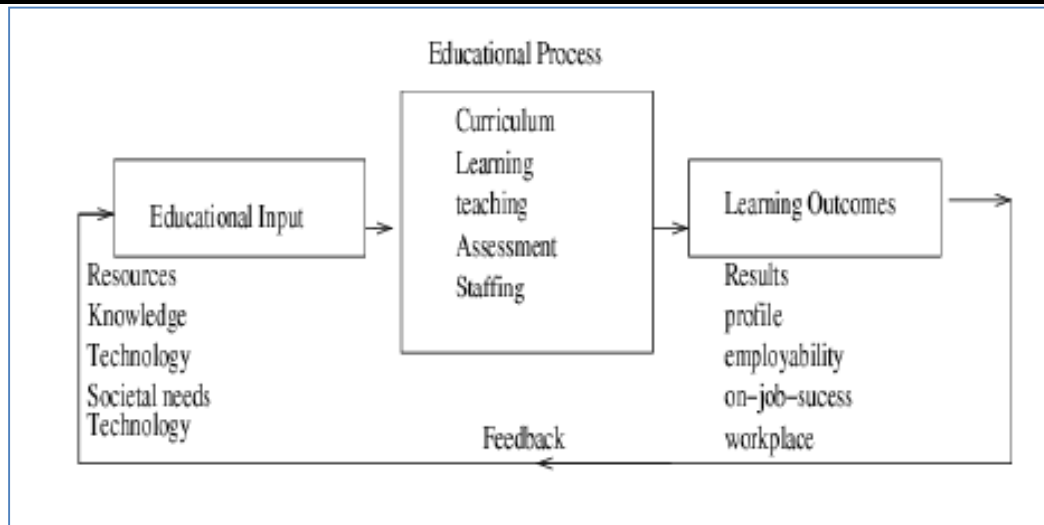 Educational Process
Curriculum
Learning
teaching
Assessment
Staffing
Educational Input
Resources
Knowledge
Technology
Societal needs
Technology
Learning Outcomes
Results
profile
employability
on-job-sucess
workplace
Feedback